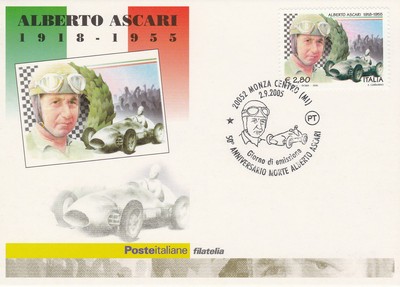 ALBERTO ASCARI
1918-1955
ALBERTO ASCARI 1918-1955
€2,80
ITALIA
20052 MONZA CENTRO (MI)
2.9.2005
PT
Giorno di emissione
50° ANNIVERSARIO MORTE ALBERTO ASCARI
Posteitaliane filatelia